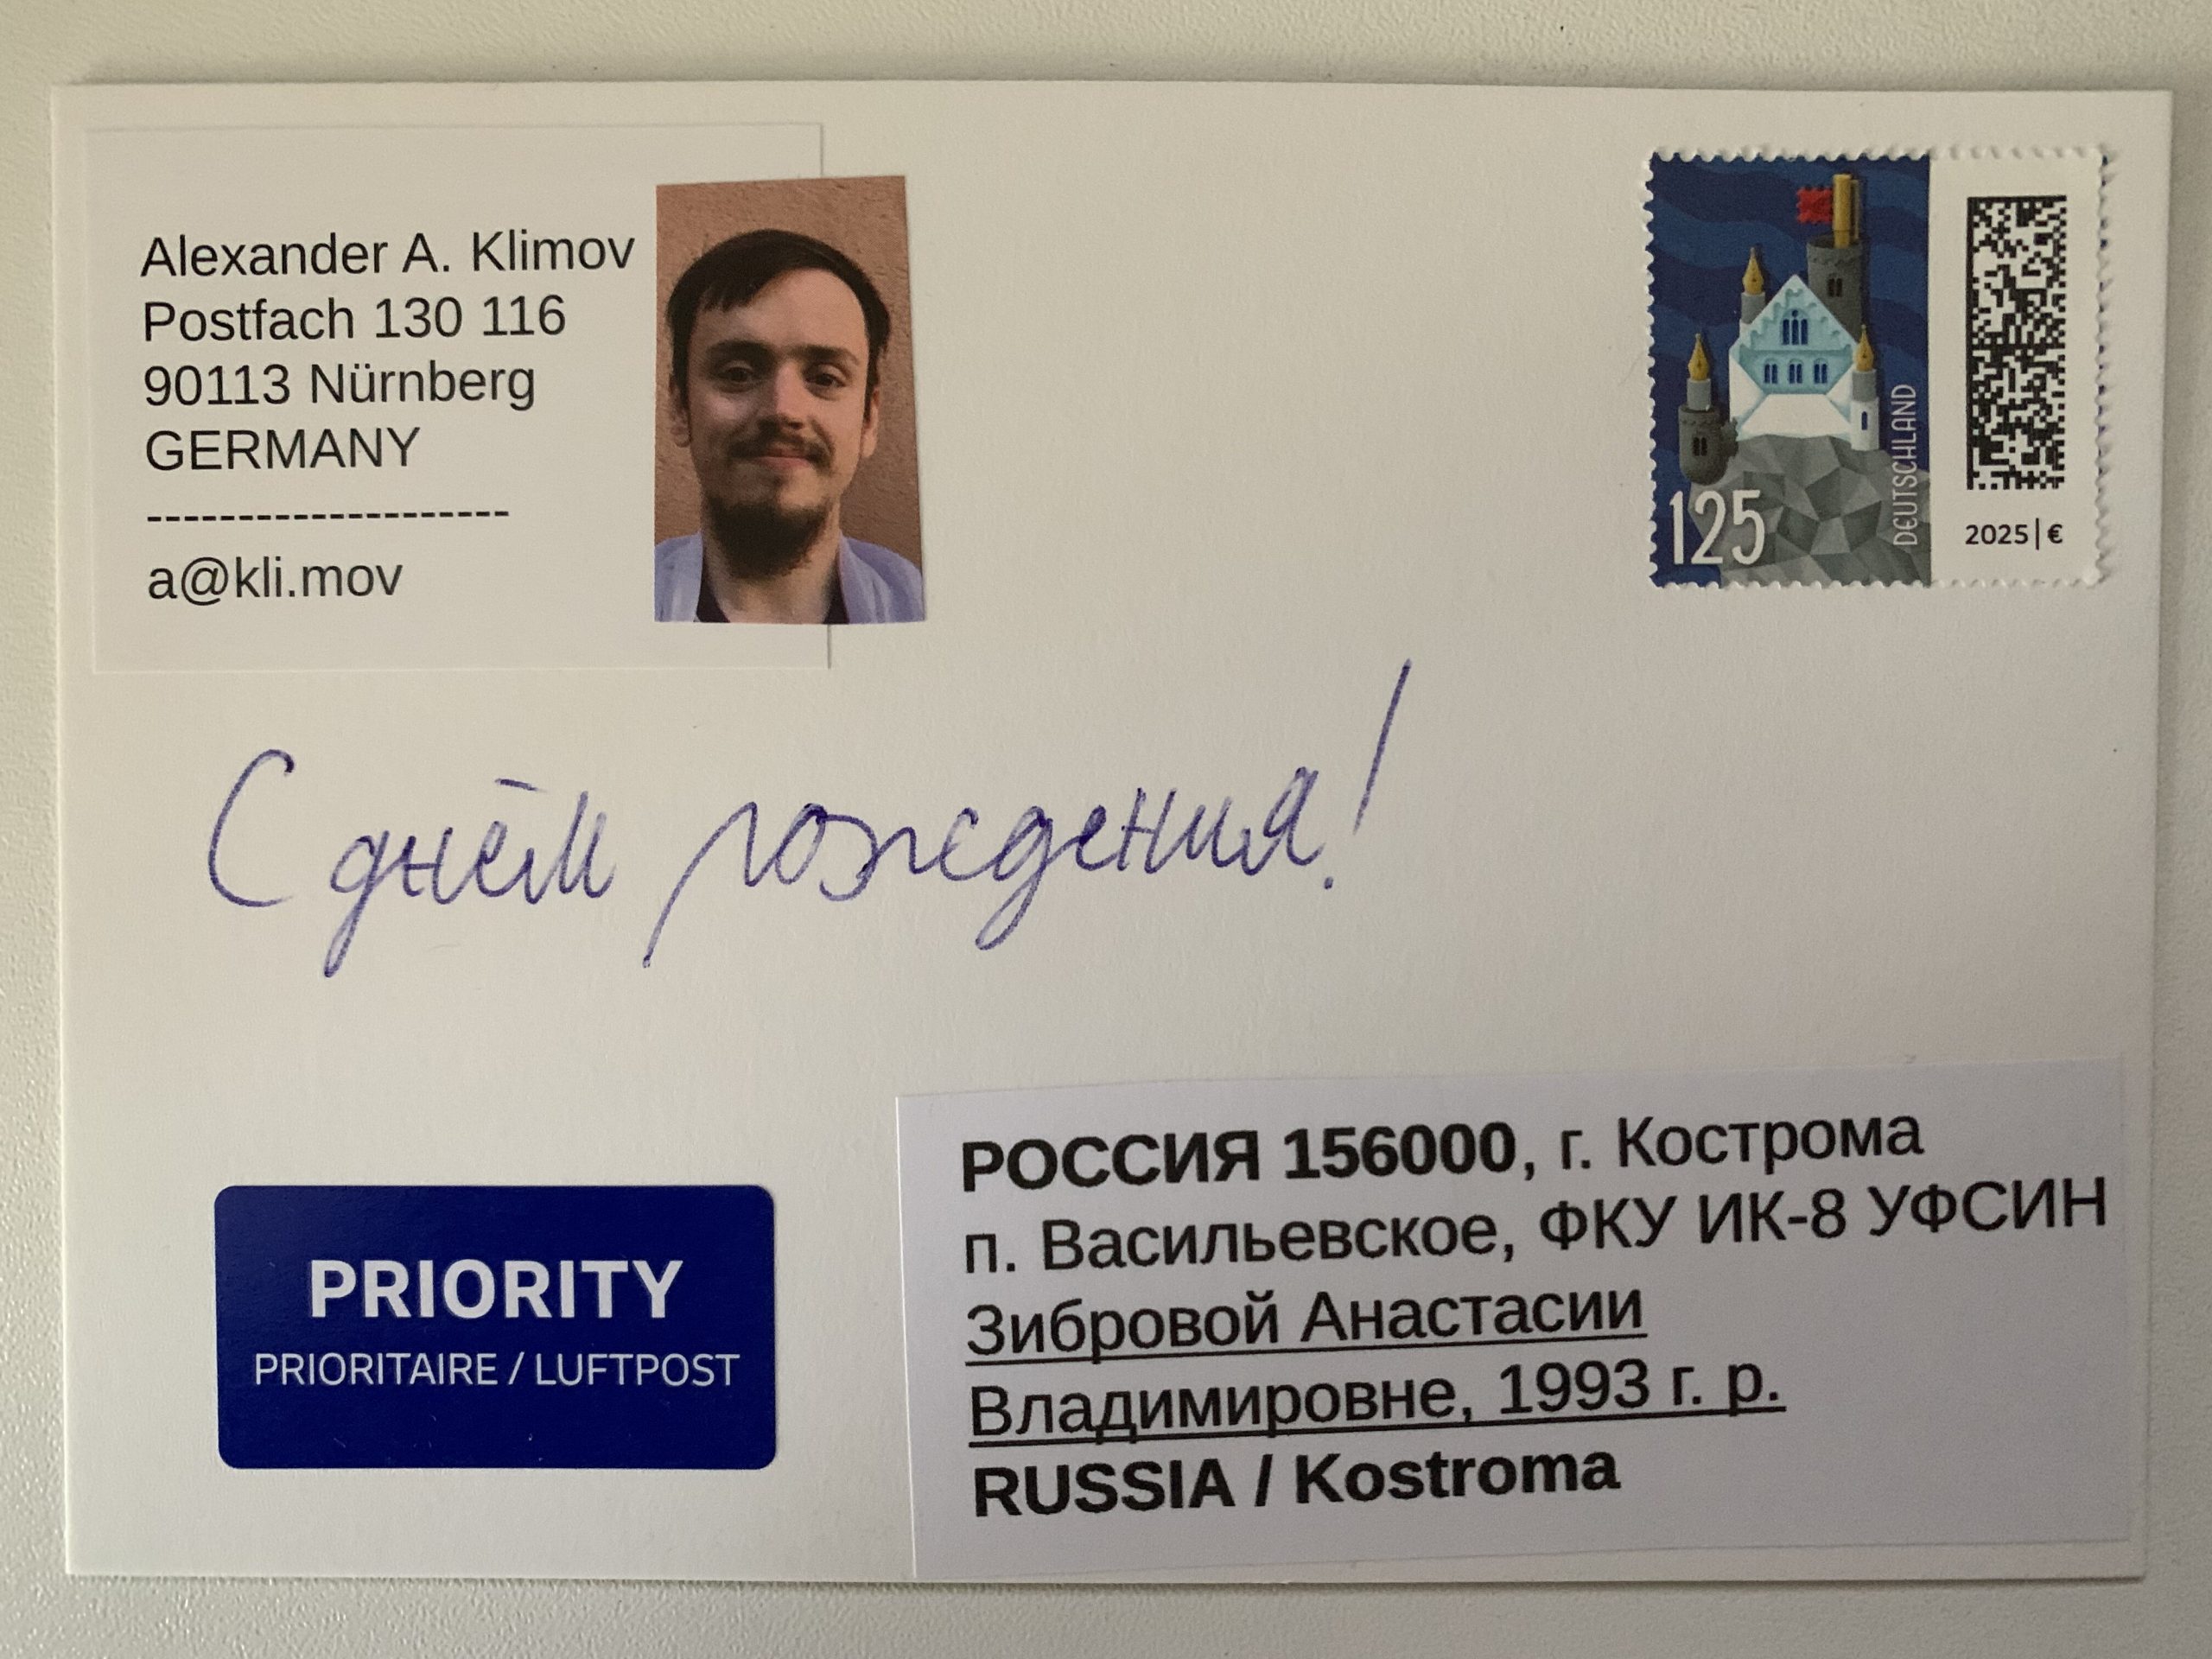 Alexander A. Klimov
Postfach 130 116
90113 Nürnberg
GERMANY
--------------------
a@kli.mov
125
DEUTSCHLAND
2025|€
С днём рождения!
PRIORITY
PRIORITAIRE / LUFTPOST
РОССИЯ 156000, г. Кострома
п. Васильевское, ФКУ ИК-8 УФСИН
Зибровой Анастасии
Владимировне, 1993 г. р.
RUSSIA / Kostroma